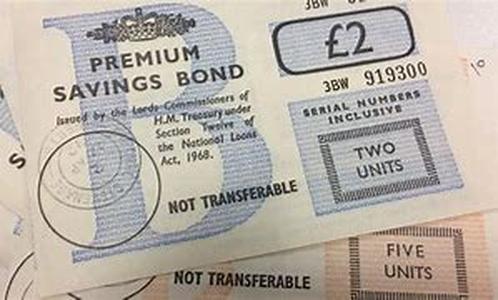 3BW
PREMIUM
SAVINGS BOND
£2
3BW 919300
Issued by the Lords Commissioners of
H.M. Treasury under
Section Twelve of
the National Loans
Act, 1968.
SERIAL NUMBERS
INCLUSIVE
TWO
UNITS
NOT TRANSFERABLE
FIVE
UNITS
NOT TRANSFERABLE